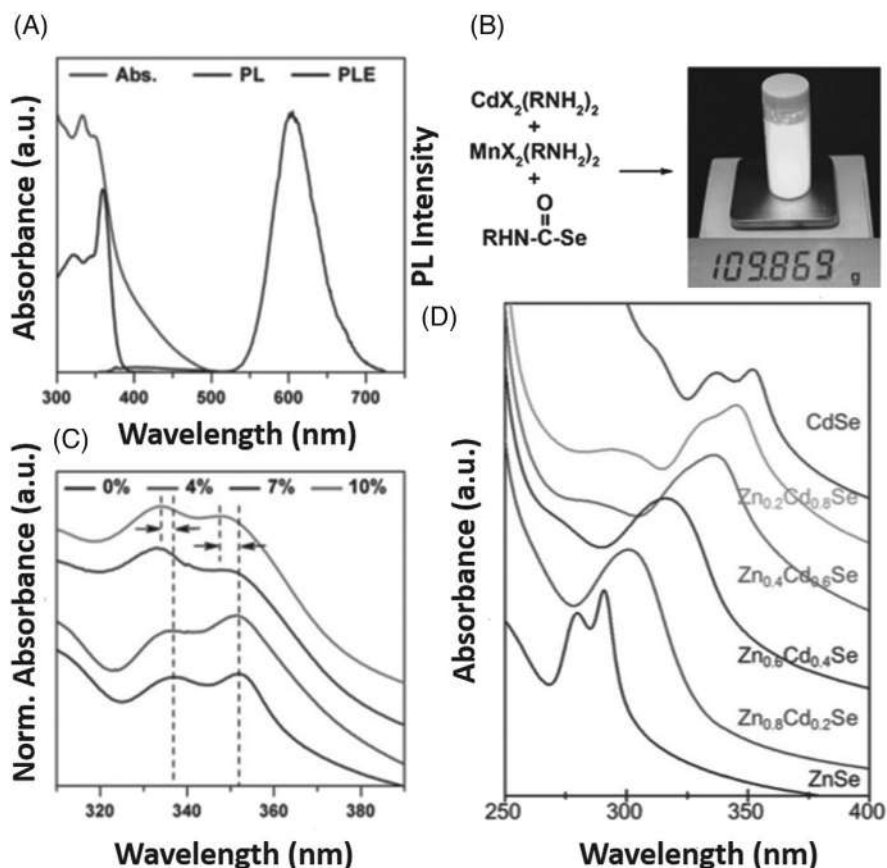 (A)
Abs. PL PLE
Absorbance (a.u.)
PL Intensity
300 400 500 600 700
Wavelength (nm)
(B)
CdX₂(RNH₂)₂
+
MnX₂(RNH₂)₂
+
O
RHN-C-Se
109.869 g
(C)
0% 4% 7% 10%
Norm. Absorbance (a.u.)
320 340 360 380
Wavelength (nm)
(D)
Absorbance (a.u.)
CdSe
Zn₀.₂Cd₀.₈Se
Zn₀.₄Cd₀.₆Se
Zn₀.₆Cd₀.₄Se
Zn₀.₈Cd₀.₂Se
ZnSe
250 300 350 400
Wavelength (nm)